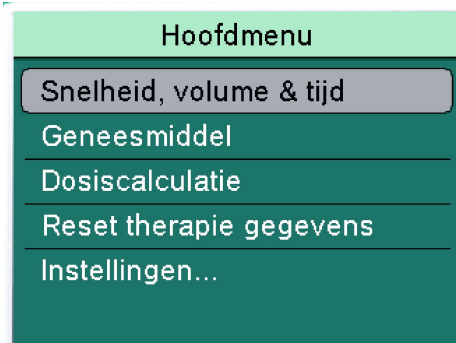 Hoofdmenu
Snelheid, volume & tijd
Geneesmiddel
Dosiscalculatie
Reset therapie gegevens
Instellingen...